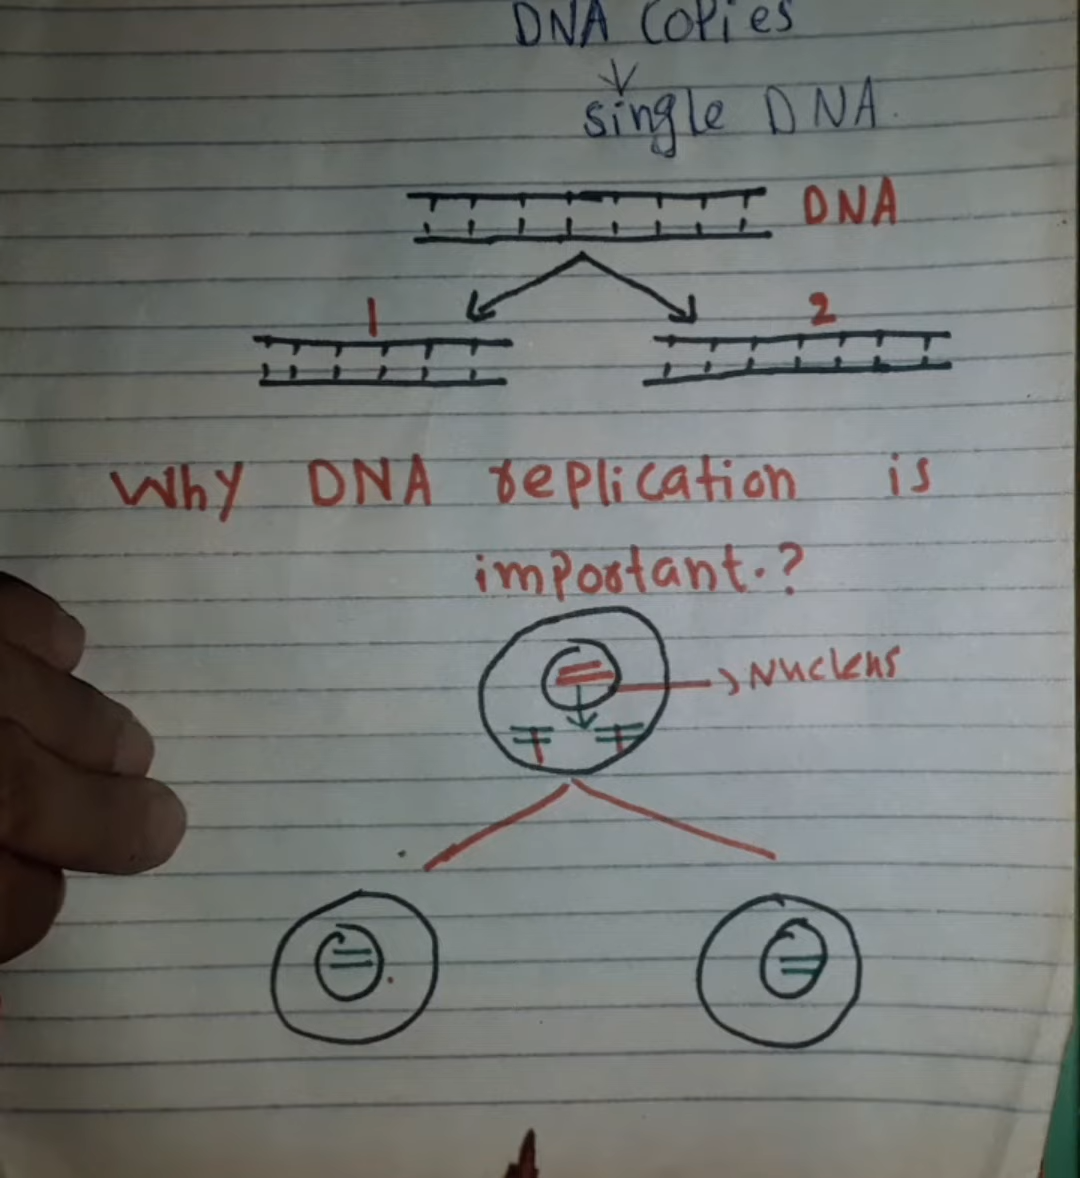 DNA Copies
single DNA.
DNA
1
2
Why DNA replication is
important.?
Nucleus